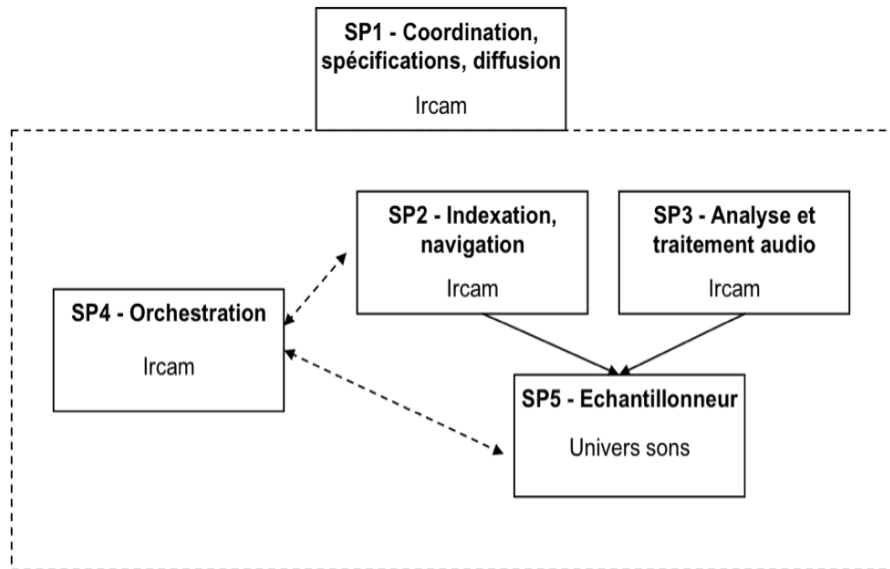 SP1 - Coordination,
spécifications, diffusion
Ircam
SP2 - Indexation,
navigation
Ircam
SP3 - Analyse et
traitement audio
Ircam
SP4 - Orchestration
Ircam
SP5 - Echantillonneur
Univers sons